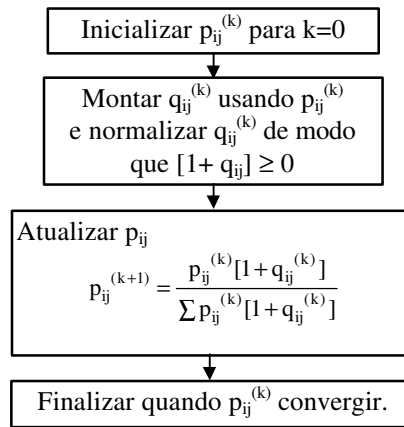 Inicializar p_ij^(k) para k=0
Montar q_ij^(k) usando p_ij^(k)
e normalizar q_ij^(k) de modo
que [1+ q_ij] ≥ 0
Atualizar p_ij
p_ij^(k+1) = p_ij^(k)[1+q_ij^(k)] / ∑ p_ij^(k)[1+q_ij^(k)]
Finalizar quando p_ij^(k) convergir.